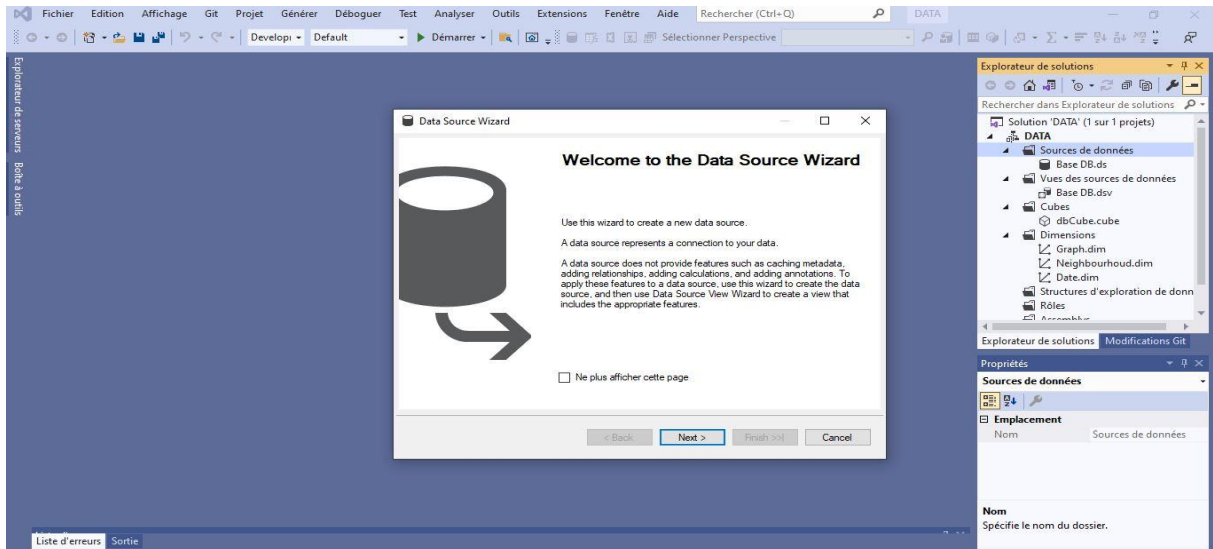 Fichier Edition Affichage Git Projet Générer Déboguer Test Analyser Outils Extensions Fenêtre Aide Rechercher (Ctrl+Q) DATA
Developi Default Démarrer Sélectionner Perspective
Explorateur de serveurs
Boîte à outils
Data Source Wizard
Welcome to the Data Source Wizard
Use this wizard to create a new data source.
A data source represents a connection to your data.
A data source does not provide features such as caching metadata,
adding relationships, adding calculations, and adding annotations. To
apply these features to a data source, use this wizard to create the data
source, and then use Data Source View Wizard to create a view that
includes the appropriate features.
Ne plus afficher cette page
< Back Next > Finish >>| Cancel
Explorateur de solutions
Rechercher dans Explorateur de solutions
Solution 'DATA' (1 sur 1 projets)
DATA
Sources de données
Base DB.ds
Vues des sources de données
Base DB.dsv
Cubes
dbCube.cube
Dimensions
Graph.dim
Neighbourhoud.dim
Date.dim
Structures d'exploration de donn
Rôles
Explorateur de solutions Modifications Git
Propriétés
Sources de données
Emplacement
Nom Sources de données
Nom
Spécifie le nom du dossier.
Liste d'erreurs Sortie